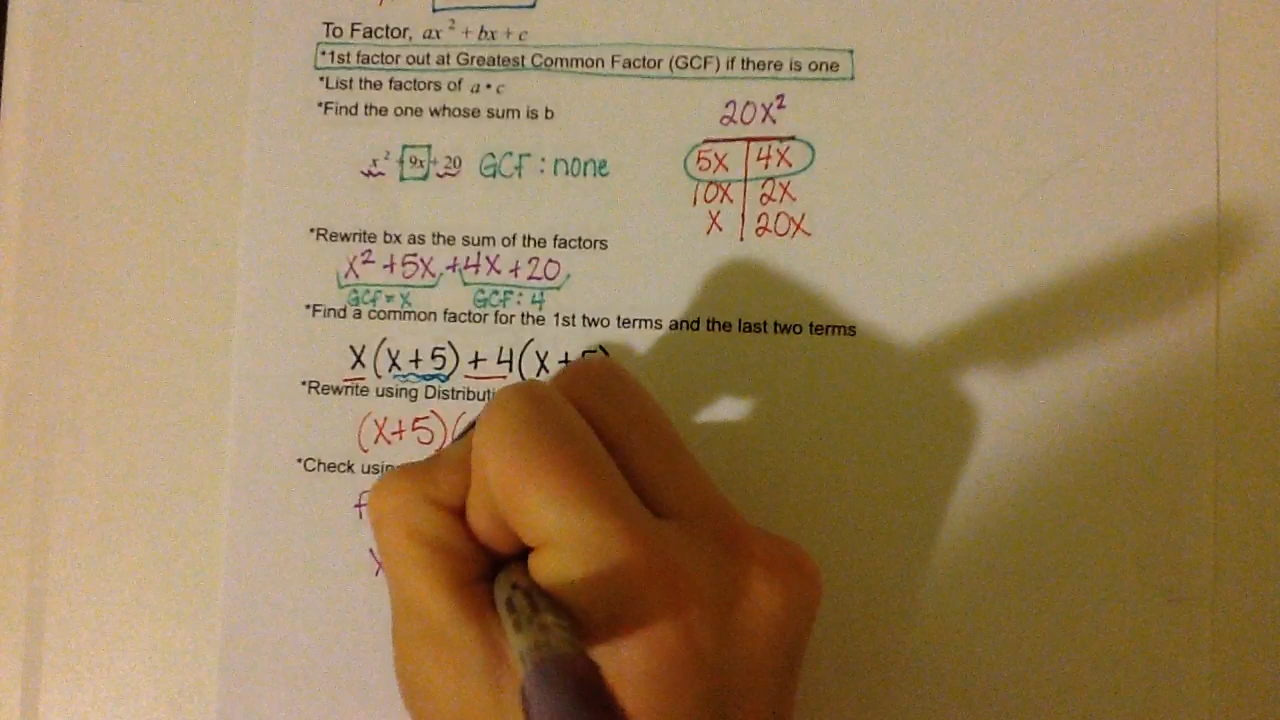 To Factor, ax² + bx + c
*1st factor out at Greatest Common Factor (GCF) if there is one
*List the factors of a • c
*Find the one whose sum is b
20x²
5x | 4x
10x | 2x
x | 20x
x² + 9x + 20 GCF : none
*Rewrite bx as the sum of the factors
x² + 5x + 4x + 20
GCF = x GCF: 4
*Find a common factor for the 1st two terms and the last two terms
x(x+5) + 4(x+5)
*Rewrite using
(x+5)(
*Check